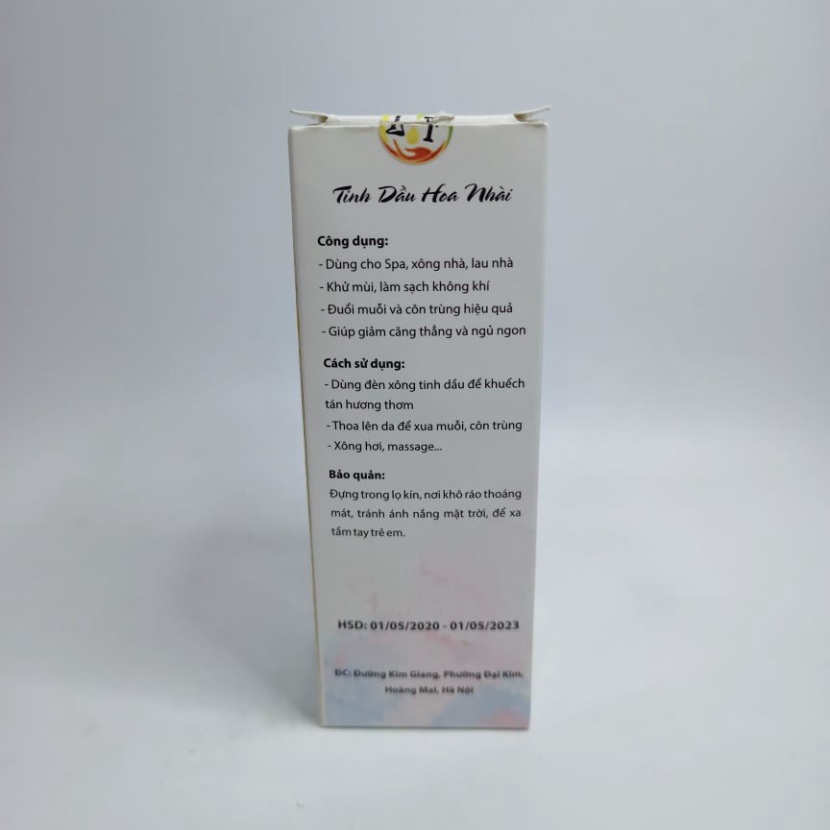 LT
Tinh Dầu Hoa Nhài
Công dụng:
- Dùng cho Spa, xông nhà, lau nhà
- Khử mùi, làm sạch không khí
- Đuổi muỗi và côn trùng hiệu quả
- Giúp giảm căng thẳng và ngủ ngon
Cách sử dụng:
- Dùng đèn xông tinh dầu để khuếch
tán hương thơm
- Thoa lên da để xua muỗi, côn trùng
- Xông hơi, massage...
Bảo quản:
Đựng trong lọ kín, nơi khô ráo thoáng
mát, tránh ánh nắng mặt trời, để xa
tầm tay trẻ em.
HSD: 01/05/2020 - 01/05/2023
ĐC: Đường Kim Giang, Phường Đại Kim,
Hoàng Mai, Hà Nội